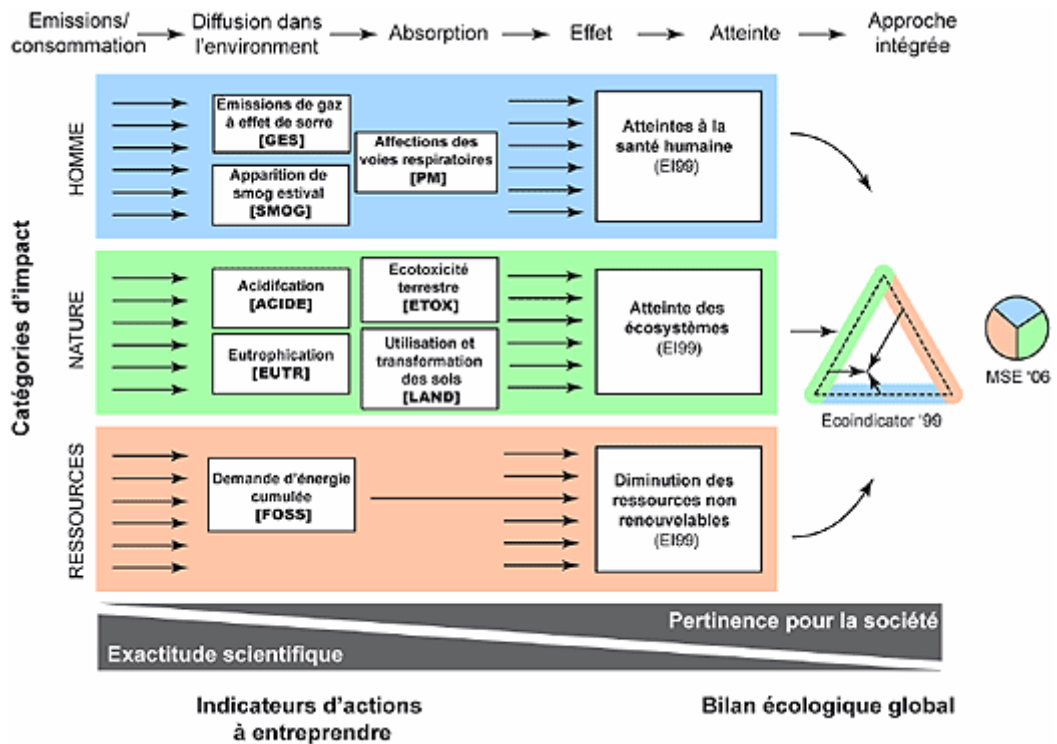 Emissions/
consommation
Diffusion dans
l'environment
Absorption
Effet
Atteinte
Approche
intégrée
Catégories d'impact
HOMME
Emissions de gaz
à effet de serre
[GES]
Apparition de
smog estival
[SMOG]
Affections des
voies respiratoires
[PM]
Atteintes à la
santé humaine
(EI99)
NATURE
Acidifcation
[ACIDE]
Eutrophication
[EUTR]
Ecotoxicité
terrestre
[ETOX]
Utilisation et
transformation
des sols
[LAND]
Atteinte des
écosystèmes
(EI99)
Ecoindicator '99
MSE '06
RESSOURCES
Demande d'énergie
cumulée
[FOSS]
Diminution des
ressources non
renouvelables
(EI99)
Pertinence pour la société
Exactitude scientifique
Indicateurs d'actions
à entreprendre
Bilan écologique global